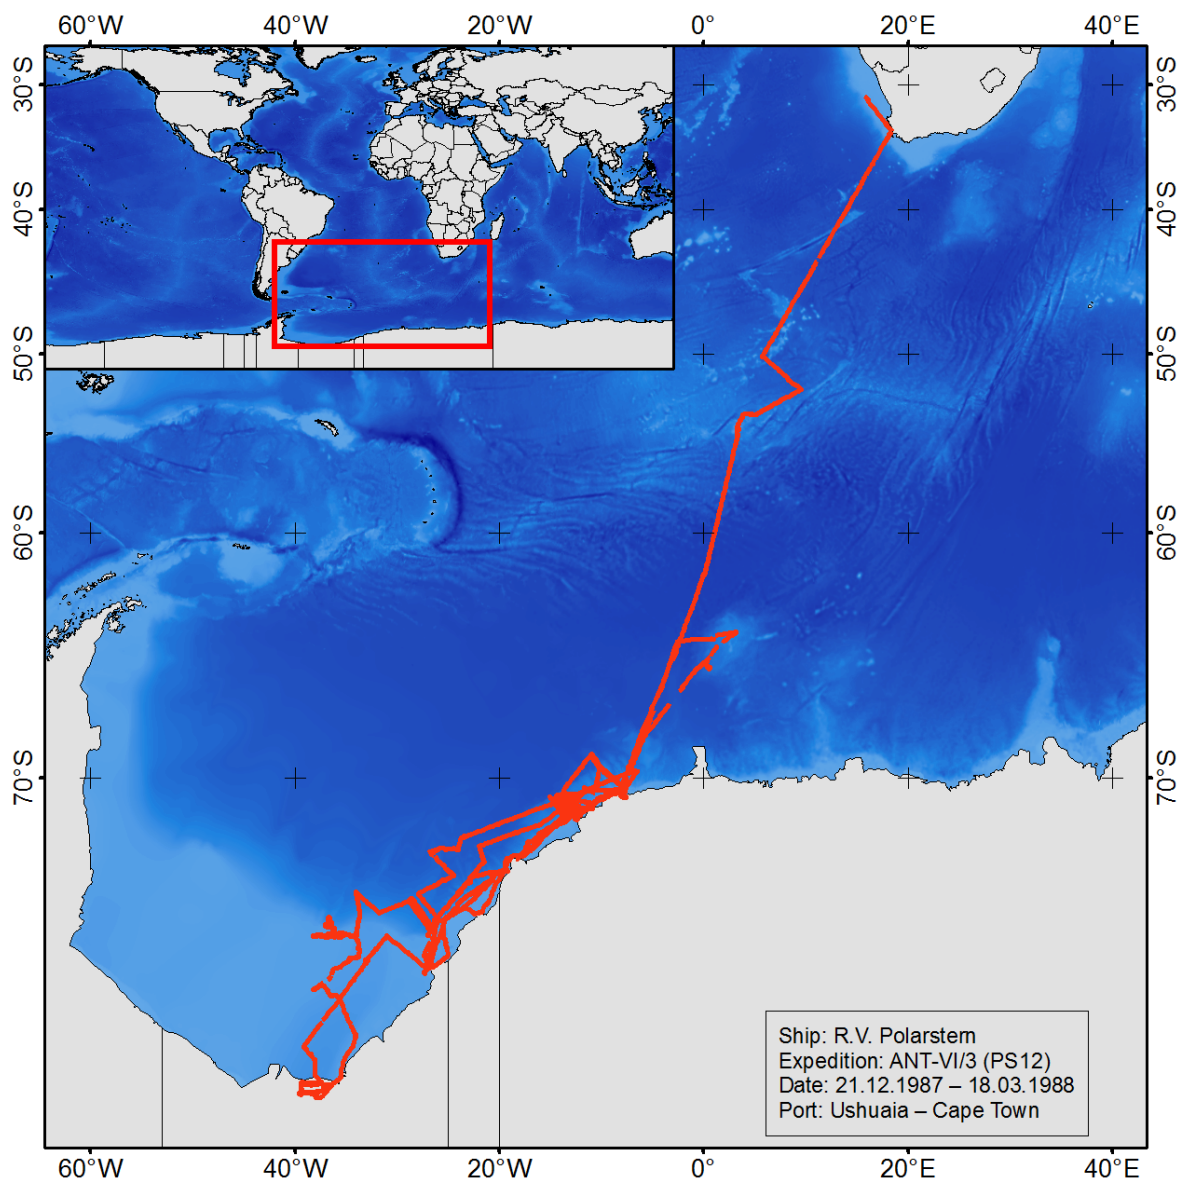 60°W 40°W 20°W 0° 20°E 40°E
30°S 30°S
40°S 40°S
50°S 50°S
60°S 60°S
70°S 70°S
Ship: R.V. Polarstern
Expedition: ANT-VI/3 (PS12)
Date: 21.12.1987 – 18.03.1988
Port: Ushuaia – Cape Town
60°W 40°W 20°W 0° 20°E 40°E